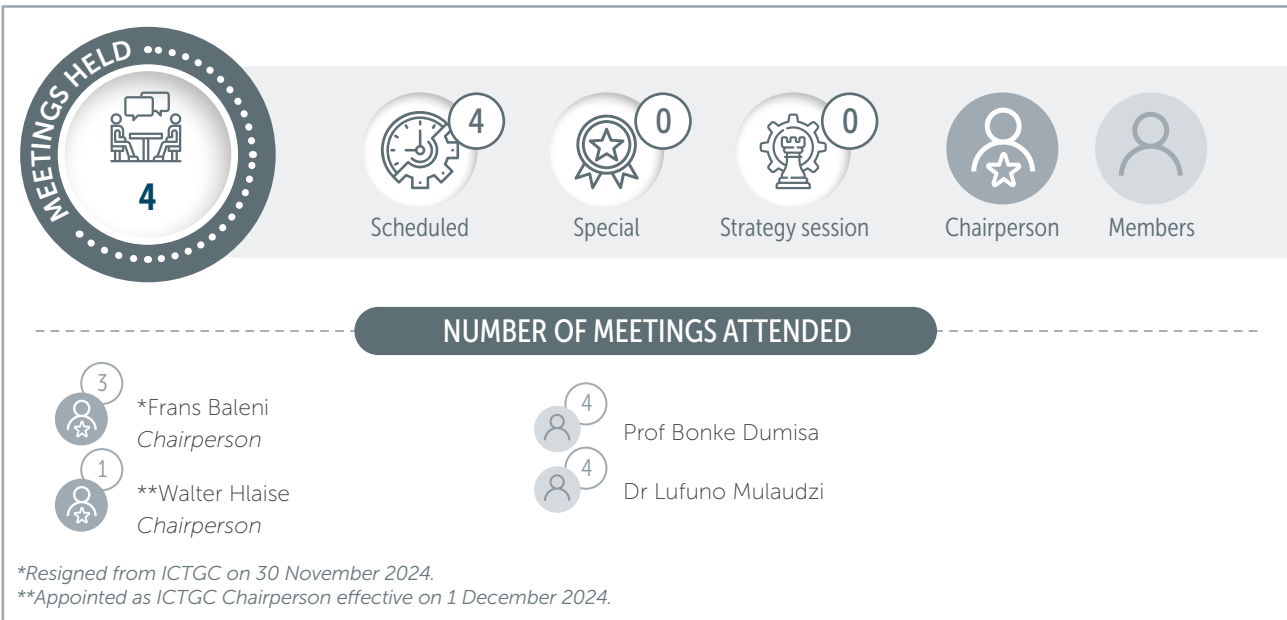 MEETINGS HELD
4
4
Scheduled
0
Special
0
Strategy session
Chairperson
Members
NUMBER OF MEETINGS ATTENDED
3
*Frans Baleni
Chairperson
1
**Walter Hlaise
Chairperson
4
Prof Bonke Dumisa
4
Dr Lufuno Mulaudzi
*Resigned from ICTGC on 30 November 2024.
**Appointed as ICTGC Chairperson effective on 1 December 2024.